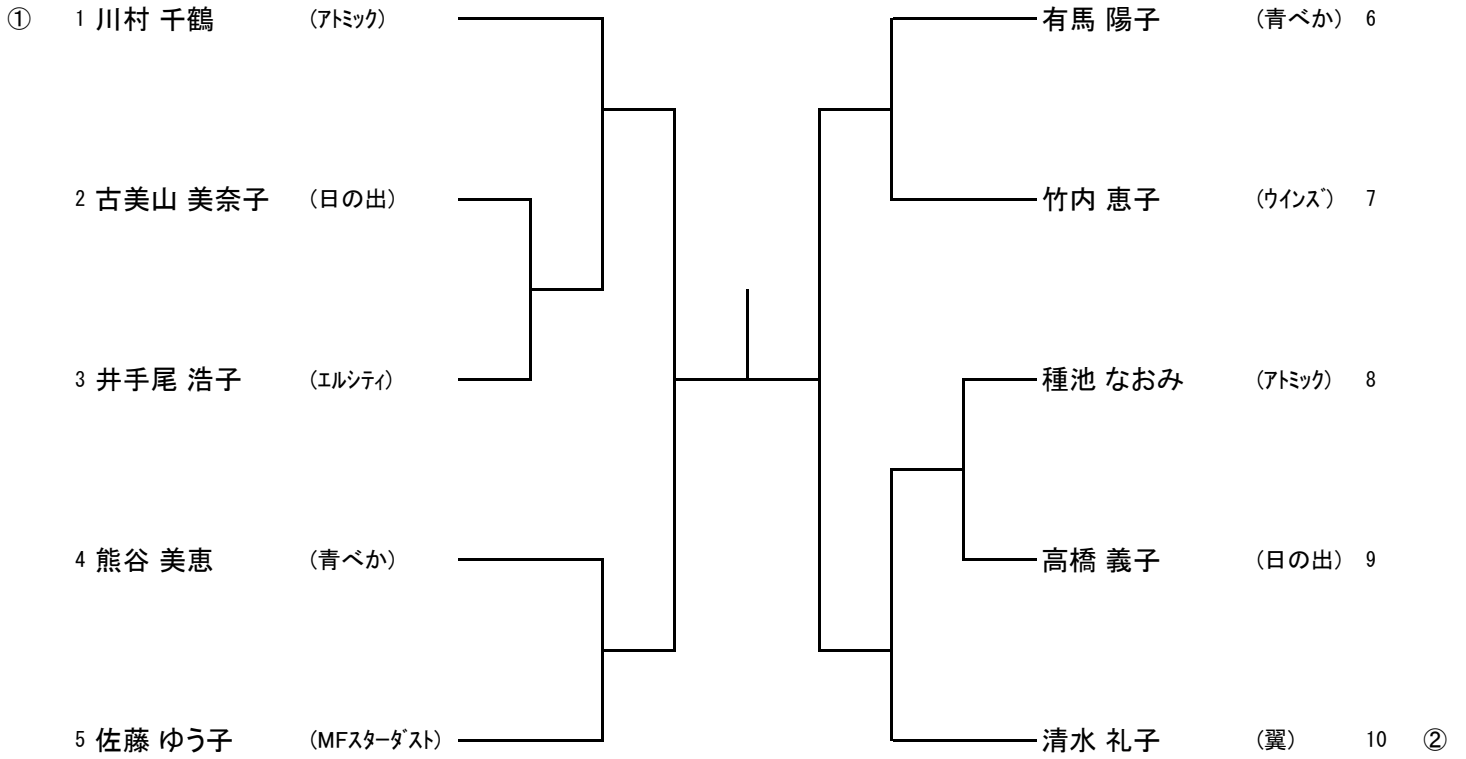 ① 1 川村 千鶴 (ｱﾄﾐｯｸ) 有馬 陽子 (青べか) 6
2 古美山 美奈子 (日の出) 竹内 恵子 (ｳｲﾝｽﾞ) 7
3 井手尾 浩子 (ｴﾙｼﾃｨ) 種池 なおみ (ｱﾄﾐｯｸ) 8
4 熊谷 美恵 (青べか) 高橋 義子 (日の出) 9
5 佐藤 ゆう子 (MFｽﾀｰﾀﾞｽﾄ) 清水 礼子 (翼) 10 ②